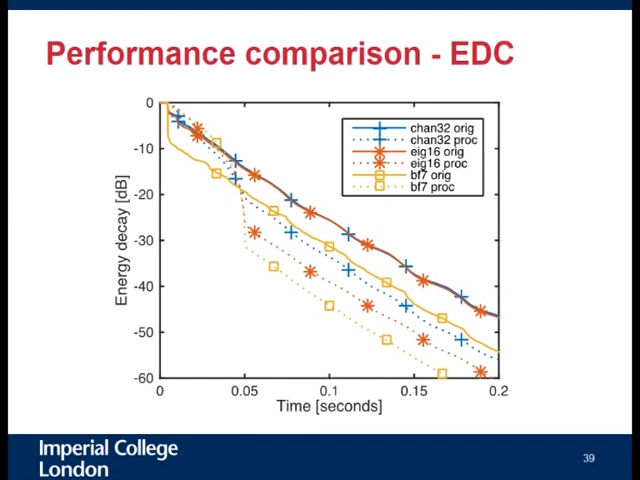 Performance comparison - EDC
0
-10
-20
-30
-40
-50
-60
Energy decay [dB]
chan32 orig
chan32 proc
eig16 orig
eig16 proc
bf7 orig
bf7 proc
0
0.05
0.1
0.15
0.2
Time [seconds]
Imperial College
London
39